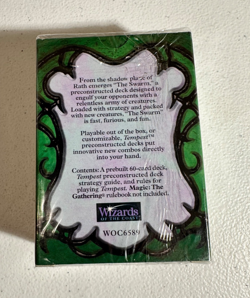 From the shadow plane of
Rath emerges "The Swarm," a
preconstructed deck designed to
engulf your opponents with a
relentless array of creatures.
Loaded with strategy and packed
with new creatures, "The Swarm"
is fast, furious, and fun.
Playable out of the box, or
customizable, Tempest™
preconstructed decks put
innovative new combos directly
into your hand.
Contents: A prebuilt 60-card deck,
Tempest preconstructed deck
strategy guide, and rules for
playing Tempest. Magic: The
Gathering® rulebook not included.
Wizards
OF THE COAST
WOC6589